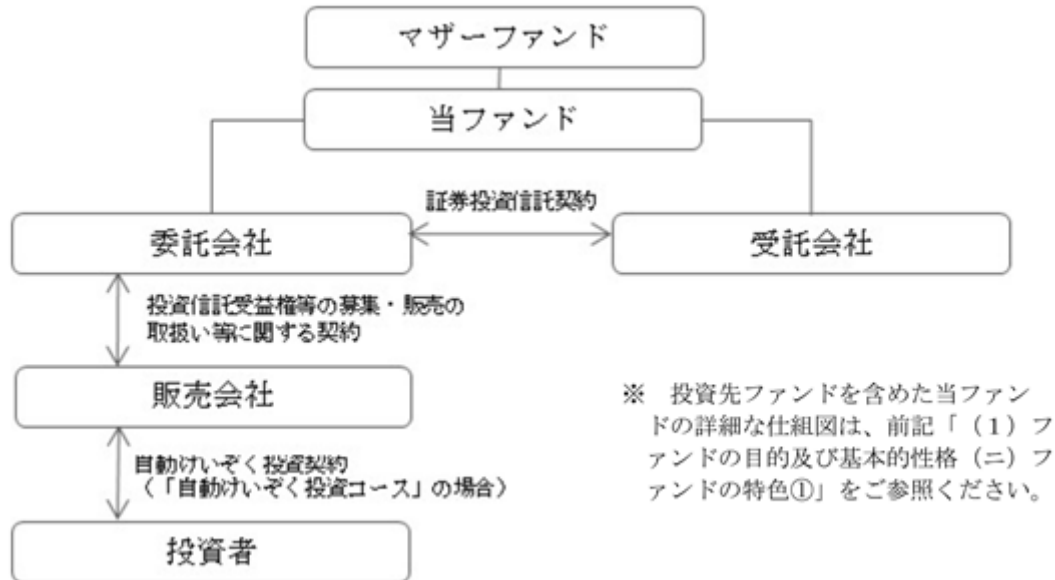 マザーファンド
当ファンド
証券投資信託契約
委託会社
受託会社
投資信託受益権等の募集・販売の
取扱い等に関する契約
販売会社
自動けいぞく投資契約
(「自動けいぞく投資コース」の場合)
投資者
※ 投資先ファンドを含めた当ファン
ドの詳細な仕組図は、前記「(1)フ
ァンドの目的及び基本的性格(ニ)フ
ァンドの特色①」をご参照ください。